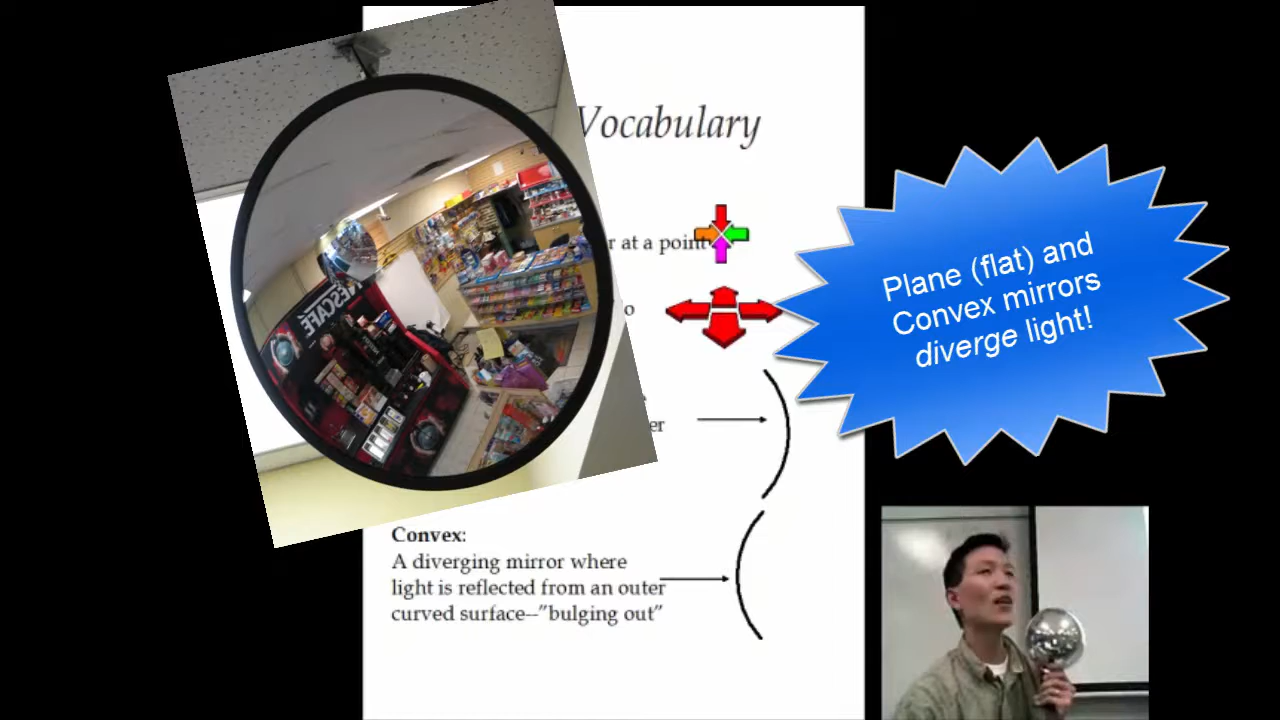 Vocabulary
r at a point
o
er
Convex:
A diverging mirror where
light is reflected from an outer
curved surface--”bulging out”
Plane (flat) and
Convex mirrors
diverge light!
NESCAFÉ